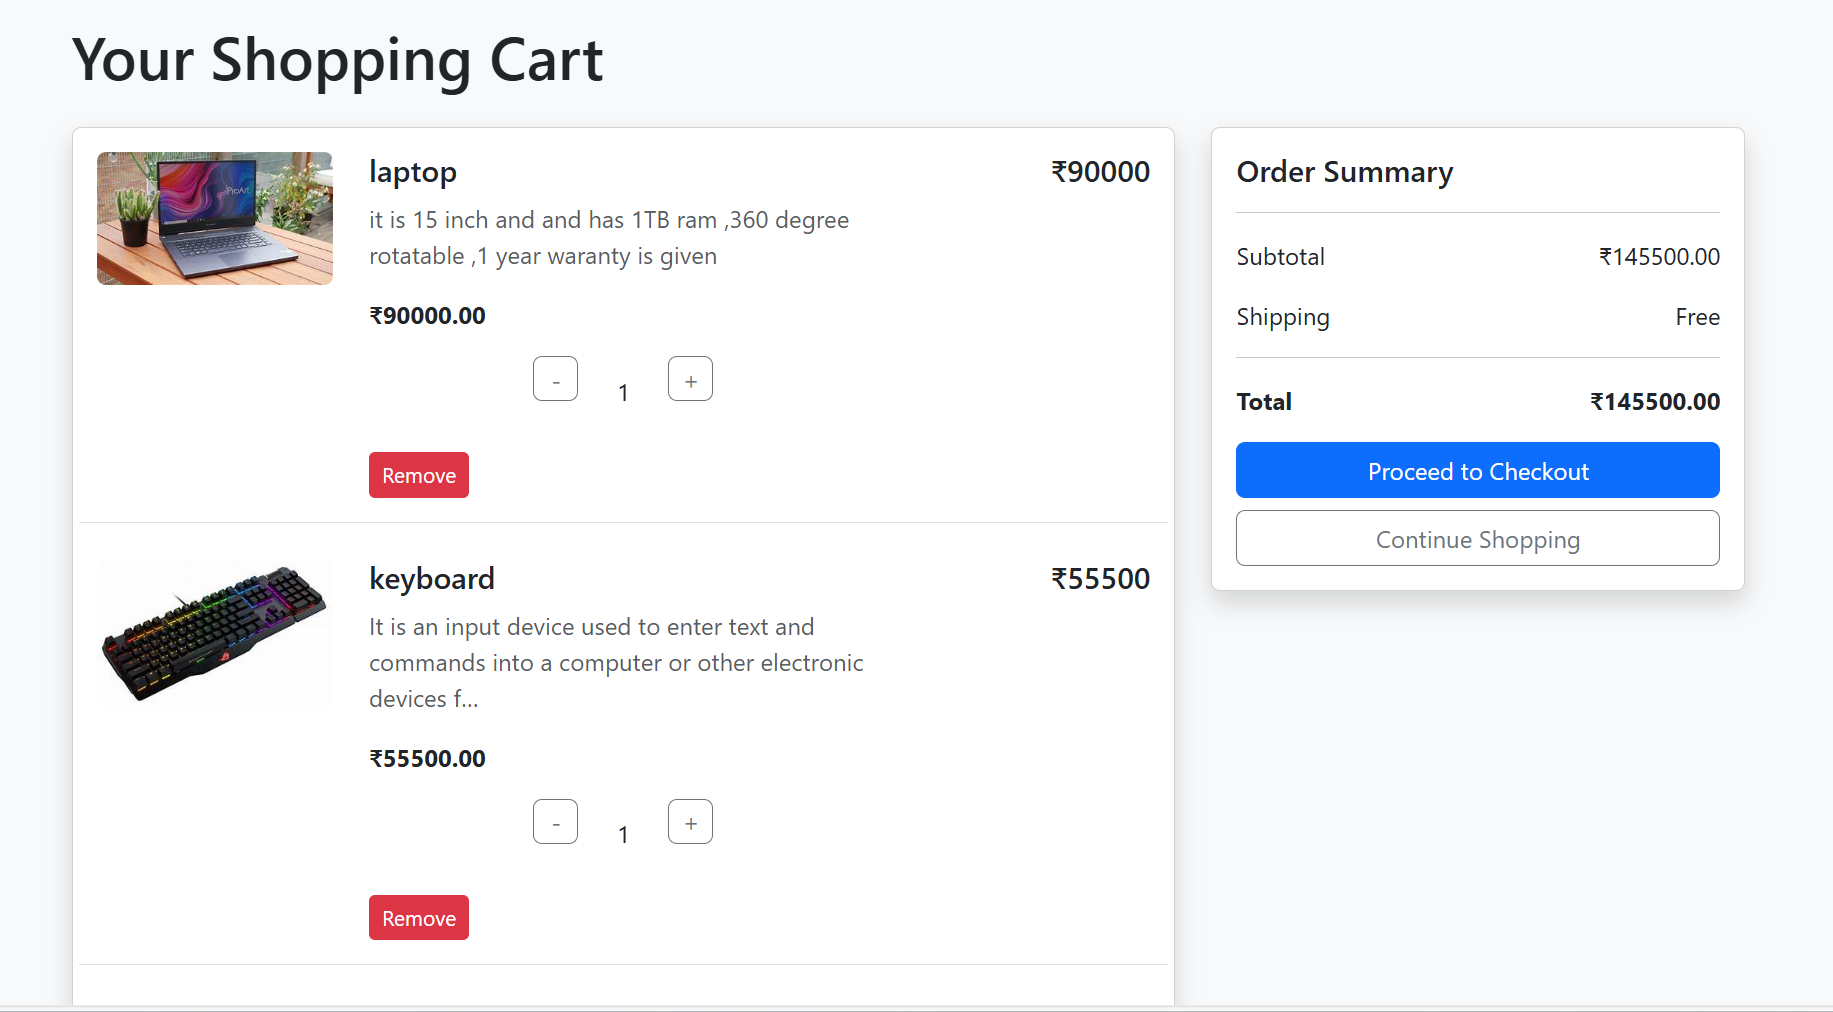 Your Shopping Cart
laptop
₹90000
it is 15 inch and and has 1TB ram ,360 degree
rotatable ,1 year waranty is given
₹90000.00
- 1 +
Remove
keyboard
₹55500
It is an input device used to enter text and
commands into a computer or other electronic
devices f...
₹55500.00
- 1 +
Remove
Order Summary
Subtotal ₹145500.00
Shipping Free
Total ₹145500.00
Proceed to Checkout
Continue Shopping
ProArt